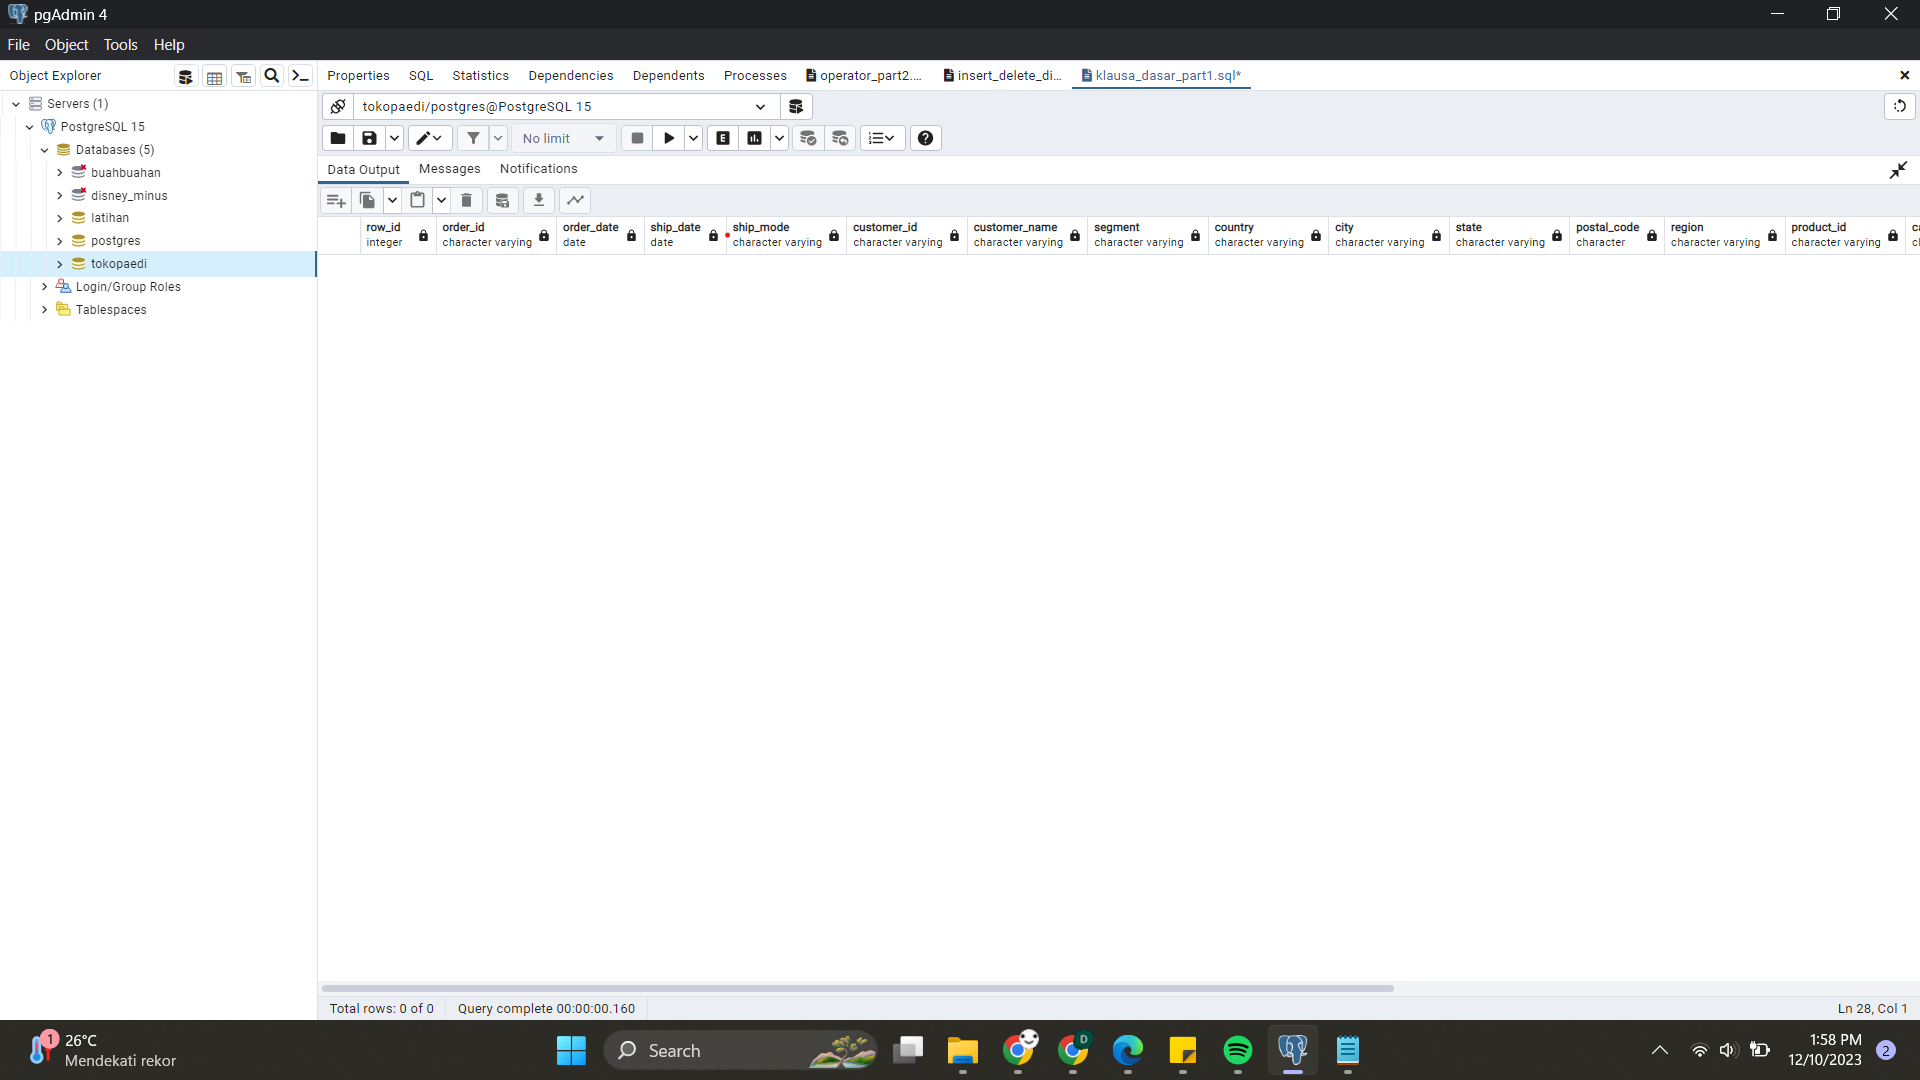 pgAdmin 4
File Object Tools Help
Object Explorer
Properties SQL Statistics Dependencies Dependents Processes operator_part2.... insert_delete_di... klausa_dasar_part1.sql*
Servers (1)
PostgreSQL 15
Databases (5)
buahbuahan
disney_minus
latihan
postgres
tokopaedi
Login/Group Roles
Tablespaces
tokopaedi/postgres@PostgreSQL 15
No limit
E
Data Output Messages Notifications
row_id order_id order_date ship_date ship_mode customer_id customer_name segment country city state postal_code region product_id
integer character varying date date character varying character varying character varying character varying character varying character varying character varying character character varying character varying
Total rows: 0 of 0 Query complete 00:00:00.160 Ln 28, Col 1
1
26°C
Mendekati rekor
Search
D
1:58 PM
12/10/2023
2